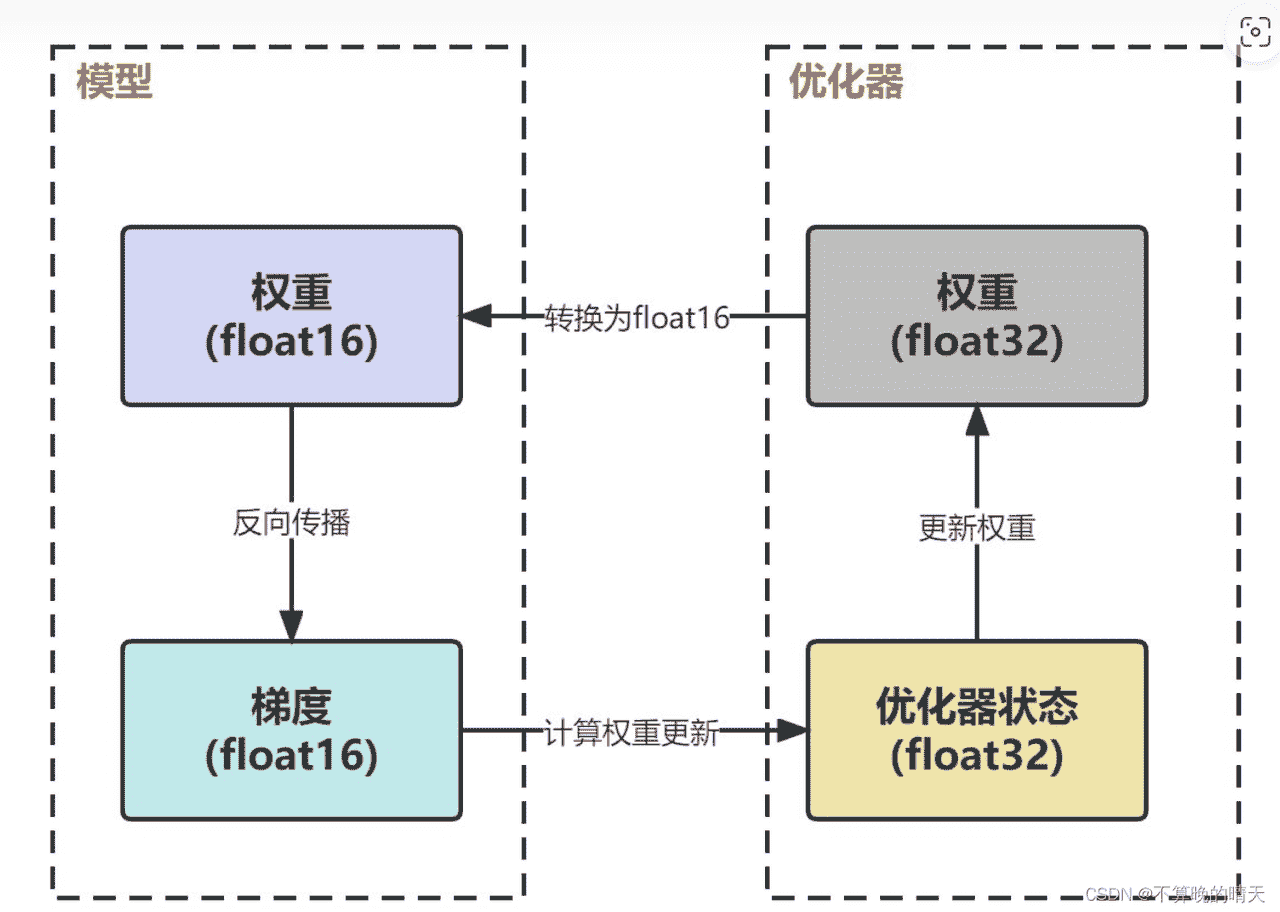 模型
优化器
权重
(float16)
转换为float16
权重
(float32)
反向传播
更新权重
梯度
(float16)
计算权重更新
优化器状态
(float32)
CSDN @不算晚的晴天